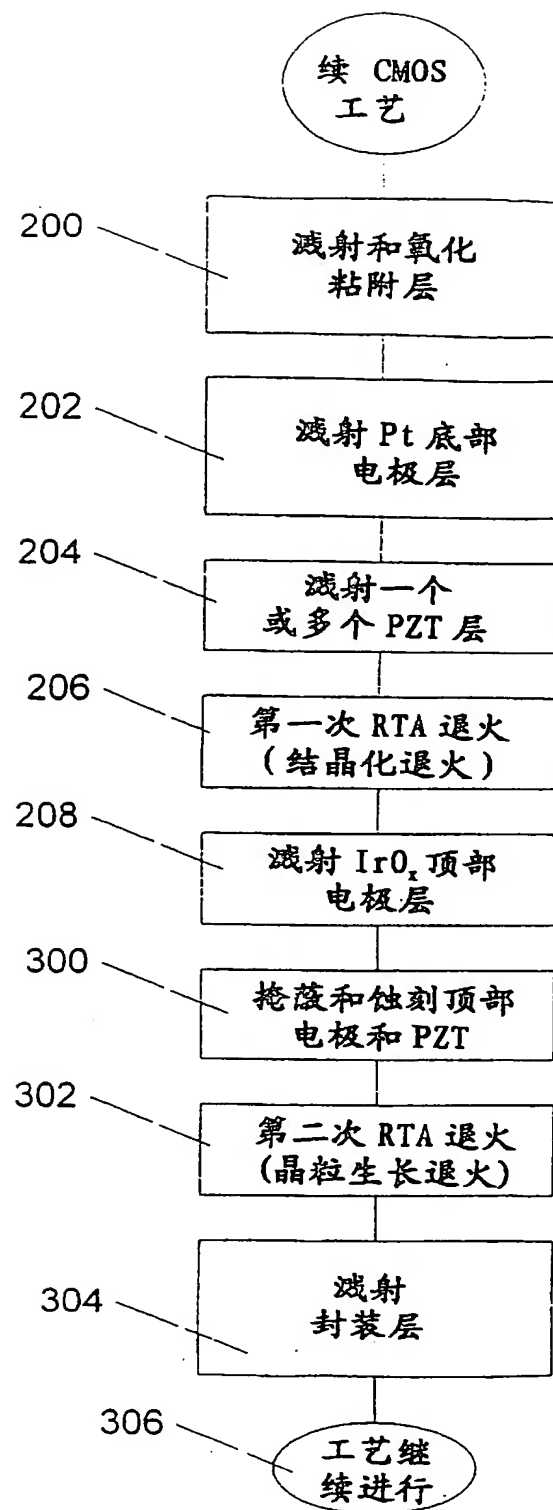 续 CMOS
工艺
200
溅射和氧化
粘附层
202
溅射 Pt 底部
电极层
204
溅射一个
或多个 PZT 层
206
第一次 RTA 退火
(结晶化退火)
208
溅射 IrOₓ 顶部
电极层
300
掩蔽和蚀刻顶部
电极和 PZT
302
第二次 RTA 退火
(晶粒生长退火)
304
溅射
封装层
306
工艺继
续进行